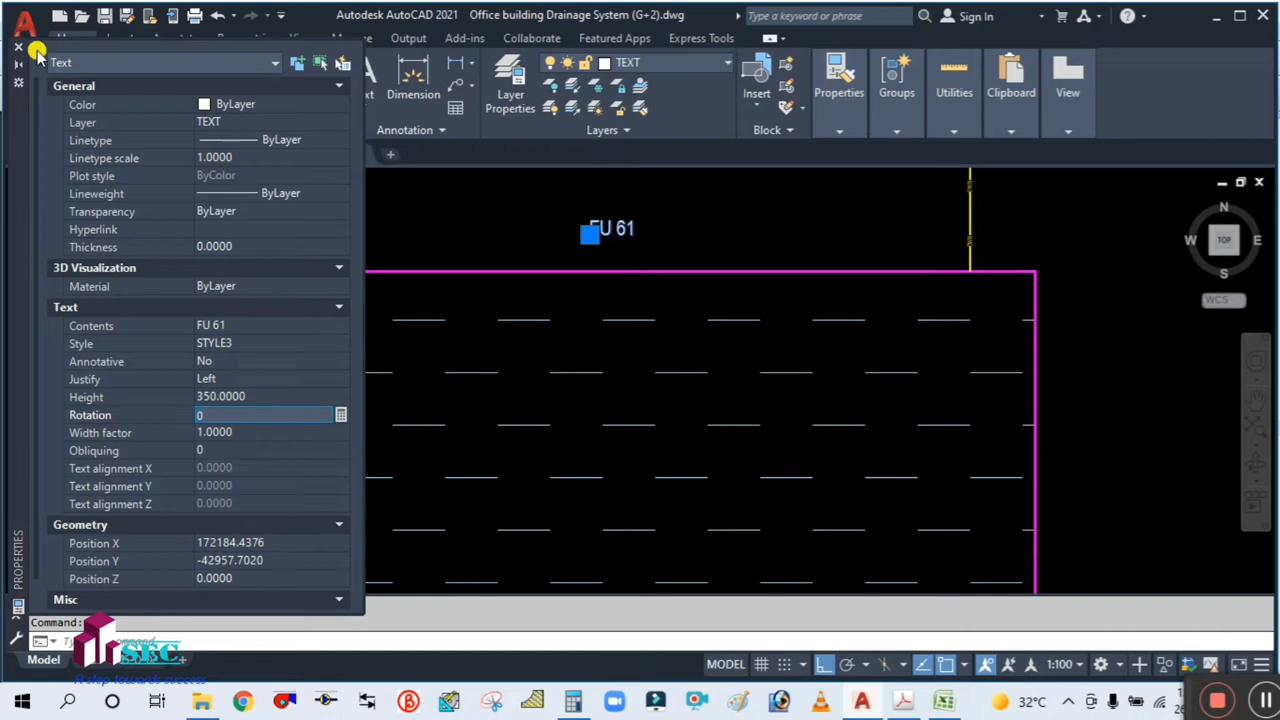 Autodesk AutoCAD 2021 Office building Drainage System (G+2).dwg
Type a keyword or phrase
Sign In
Output Add-ins Collaborate Featured Apps Express Tools
Text
General
Color ByLayer
Layer TEXT
Linetype ByLayer
Linetype scale 1.0000
Plot style ByColor
Lineweight ByLayer
Transparency ByLayer
Hyperlink
Thickness 0.0000
3D Visualization
Material ByLayer
Text
Contents FU 61
Style STYLE3
Annotative No
Justify Left
Height 350.0000
Rotation 0
Width factor 1.0000
Obliquing 0
Text alignment X 0.0000
Text alignment Y 0.0000
Text alignment Z 0.0000
Geometry
Position X 172184.4376
Position Y -42957.7020
Position Z 0.0000
Misc
PROPERTIES
Dimension
Annotation
Layer
Properties
TEXT
Layers
Insert
Block
Properties
Groups
Utilities
Clipboard
View
FU 61
N
W TOP E
S
WCS
Command:
SEC
A step towards success
Model
MODEL
1:100
32°C